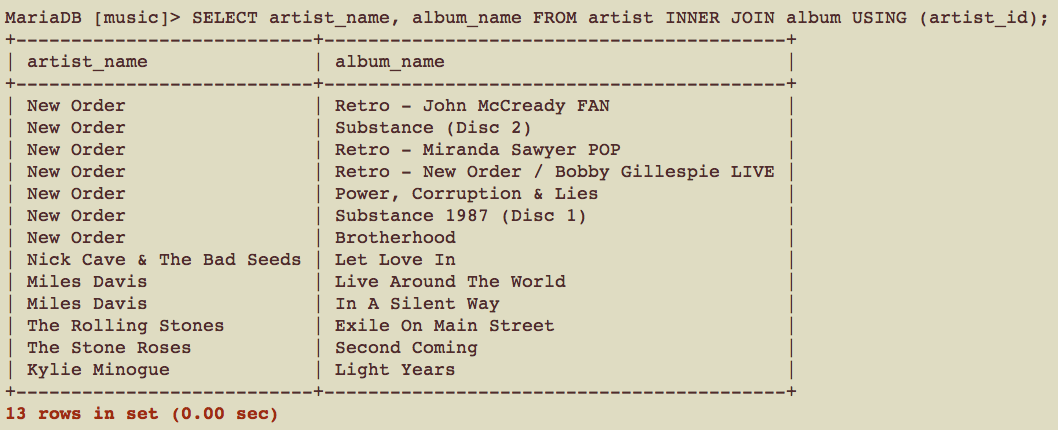 MariaDB [music]> SELECT artist_name, album_name FROM artist INNER JOIN album USING (artist_id);
+---------------------------+------------------------------------------+
| artist_name               | album_name                               |
+---------------------------+------------------------------------------+
| New Order                 | Retro - John McCready FAN                |
| New Order                 | Substance (Disc 2)                       |
| New Order                 | Retro - Miranda Sawyer POP               |
| New Order                 | Retro - New Order / Bobby Gillespie LIVE |
| New Order                 | Power, Corruption & Lies                 |
| New Order                 | Substance 1987 (Disc 1)                  |
| New Order                 | Brotherhood                              |
| Nick Cave & The Bad Seeds | Let Love In                              |
| Miles Davis               | Live Around The World                    |
| Miles Davis               | In A Silent Way                          |
| The Rolling Stones        | Exile On Main Street                     |
| The Stone Roses           | Second Coming                            |
| Kylie Minogue             | Light Years                              |
+---------------------------+------------------------------------------+
13 rows in set (0.00 sec)